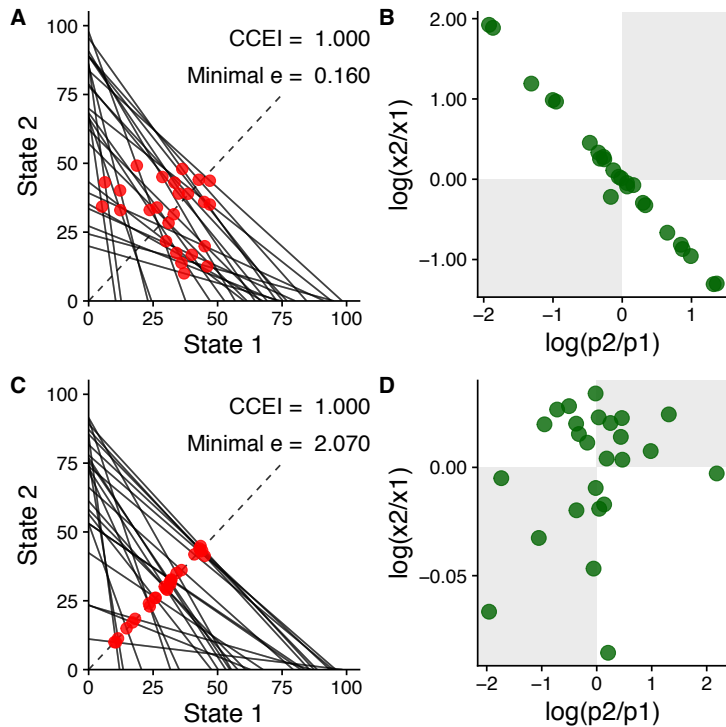 A
CCEI = 1.000
Minimal e = 0.160
State 2
100
75
50
25
0
0 25 50 75 100
State 1
B
log(x2/x1)
2.00
1.00
0.00
−1.00
−2 −1 0 1
log(p2/p1)
C
CCEI = 1.000
Minimal e = 2.070
State 2
100
75
50
25
0
0 25 50 75 100
State 1
D
log(x2/x1)
0.00
−0.05
−2 −1 0 1 2
log(p2/p1)